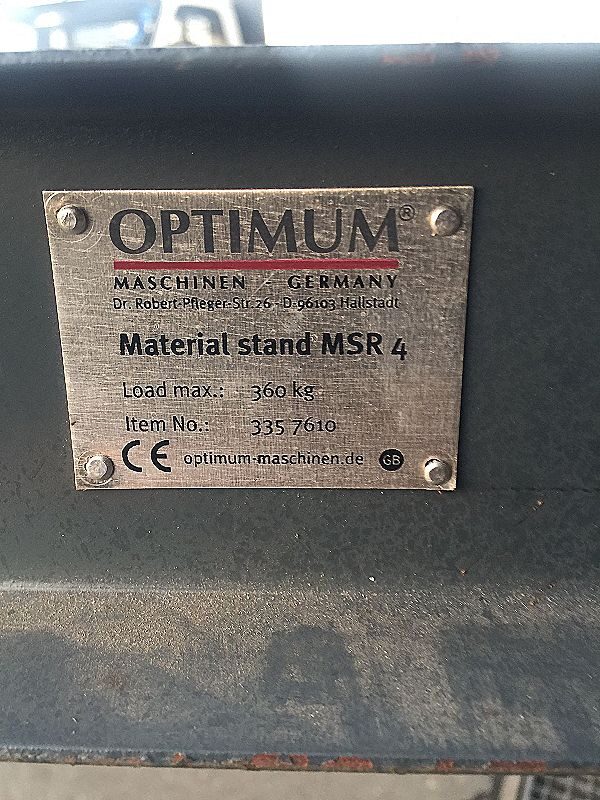 OPTIMUM®
MASCHINEN - GERMANY
Dr. Robert-Pfleger-Str. 26 - D-96103 Hallstadt
Material stand MSR 4
Load max.: 360 kg
Item No.: 335 7610
CE optimum-maschinen.de GB